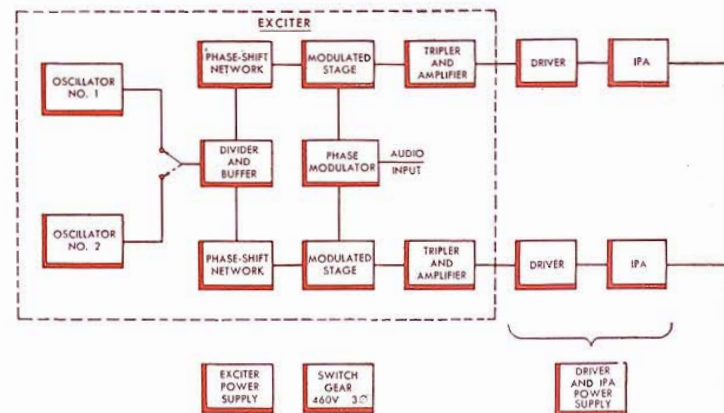 EXCITER
PHASE-SHIFT
NETWORK
MODULATED
STAGE
TRIPLER
AND
AMPLIFIER
DRIVER
IPA
OSCILLATOR
NO. 1
DIVIDER
AND
BUFFER
PHASE
MODULATOR
AUDIO
INPUT
OSCILLATOR
NO. 2
PHASE-SHIFT
NETWORK
MODULATED
STAGE
TRIPLER
AND
AMPLIFIER
DRIVER
IPA
EXCITER
POWER
SUPPLY
SWITCH
GEAR
460V 3∅
DRIVER
AND IPA
POWER
SUPPLY